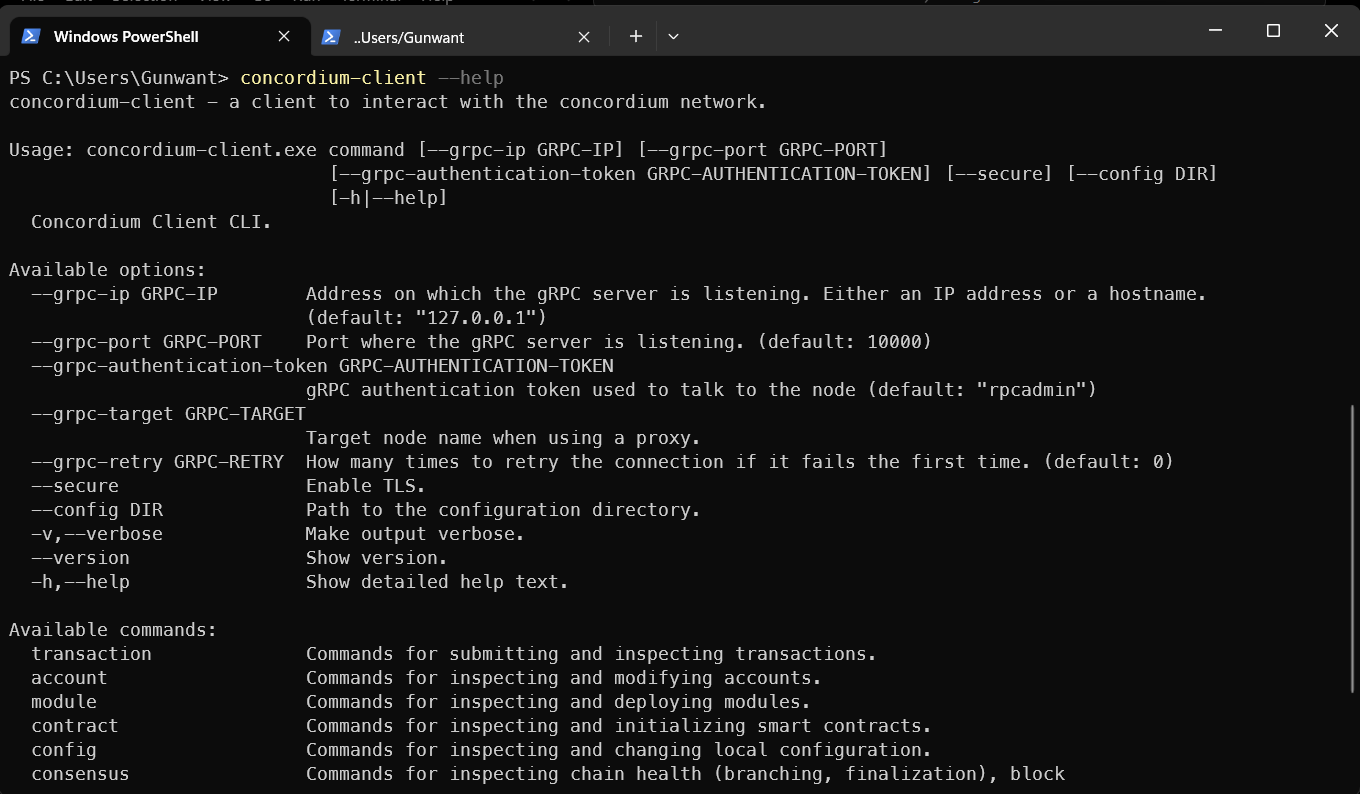 Windows PowerShell
..Users/Gunwant
PS C:\Users\Gunwant> concordium-client --help
concordium-client - a client to interact with the concordium network.
Usage: concordium-client.exe command [--grpc-ip GRPC-IP] [--grpc-port GRPC-PORT]
[--grpc-authentication-token GRPC-AUTHENTICATION-TOKEN] [--secure] [--config DIR]
[-h|--help]
Concordium Client CLI.
Available options:
--grpc-ip GRPC-IP Address on which the gRPC server is listening. Either an IP address or a hostname.
(default: "127.0.0.1")
--grpc-port GRPC-PORT Port where the gRPC server is listening. (default: 10000)
--grpc-authentication-token GRPC-AUTHENTICATION-TOKEN
gRPC authentication token used to talk to the node (default: "rpcadmin")
--grpc-target GRPC-TARGET
Target node name when using a proxy.
--grpc-retry GRPC-RETRY How many times to retry the connection if it fails the first time. (default: 0)
--secure Enable TLS.
--config DIR Path to the configuration directory.
-v,--verbose Make output verbose.
--version Show version.
-h,--help Show detailed help text.
Available commands:
transaction Commands for submitting and inspecting transactions.
account Commands for inspecting and modifying accounts.
module Commands for inspecting and deploying modules.
contract Commands for inspecting and initializing smart contracts.
config Commands for inspecting and changing local configuration.
consensus Commands for inspecting chain health (branching, finalization), block